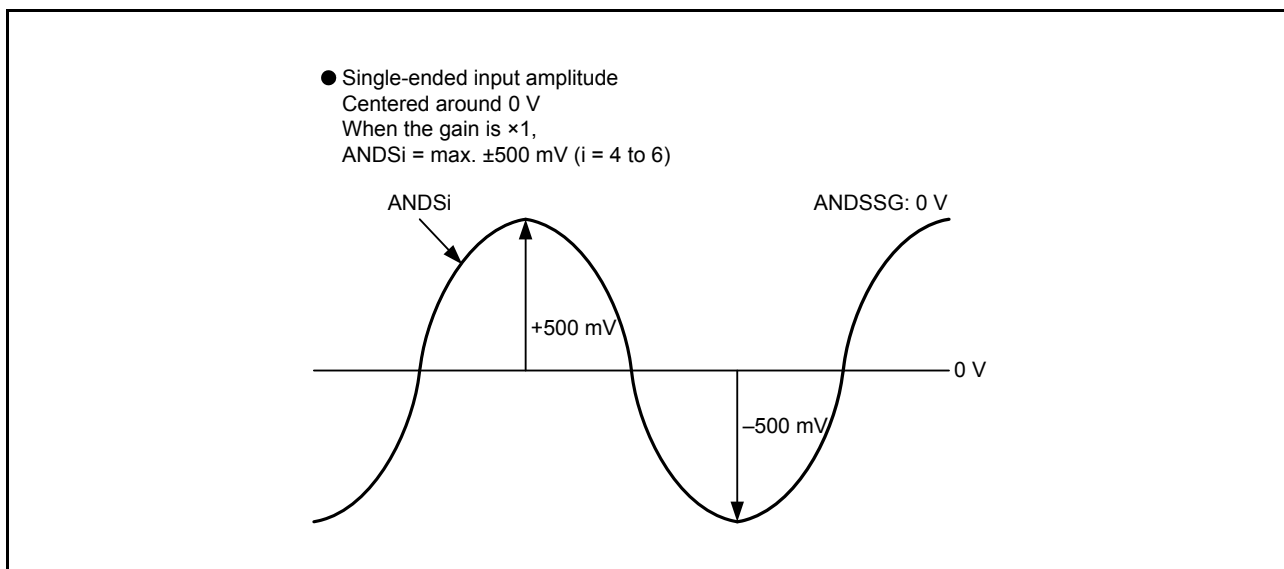 ● Single-ended input amplitude
Centered around 0 V
When the gain is ×1,
ANDSi = max. ±500 mV (i = 4 to 6)
ANDSi
ANDSSG: 0 V
+500 mV
0 V
–500 mV